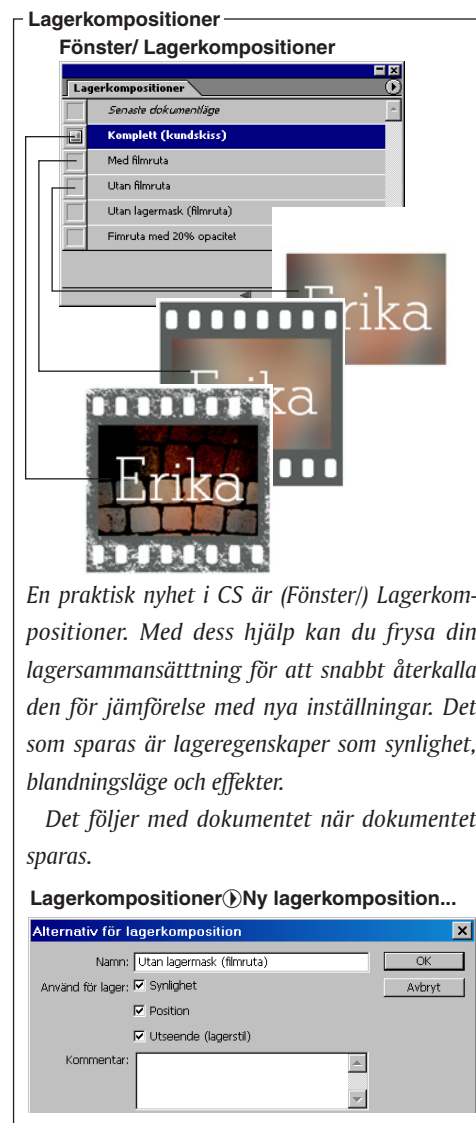 Lagerkompositioner
Fönster/ Lagerkompositioner
Lagerkompositioner
Senaste dokumentläge
Komplett (kundskiss)
Med filmruta
Utan filmruta
Utan lagermask (filmruta)
Fimruta med 20% opacitet
Erika
Erika
Erika
En praktisk nyhet i CS är (Fönster/) Lagerkom-
positioner. Med dess hjälp kan du frysa din
lagersammansätttning för att snabbt återkalla
den för jämförelse med nya inställningar. Det
som sparas är lageregenskaper som synlighet,
blandningsläge och effekter.
Det följer med dokumentet när dokumentet
sparas.
Lagerkompositioner Ny lagerkomposition...
Alternativ för lagerkomposition
Namn: Utan lagermask (filmruta) OK
Använd för lager: Synlighet Avbryt
Position
Utseende (lagerstil)
Kommentar: